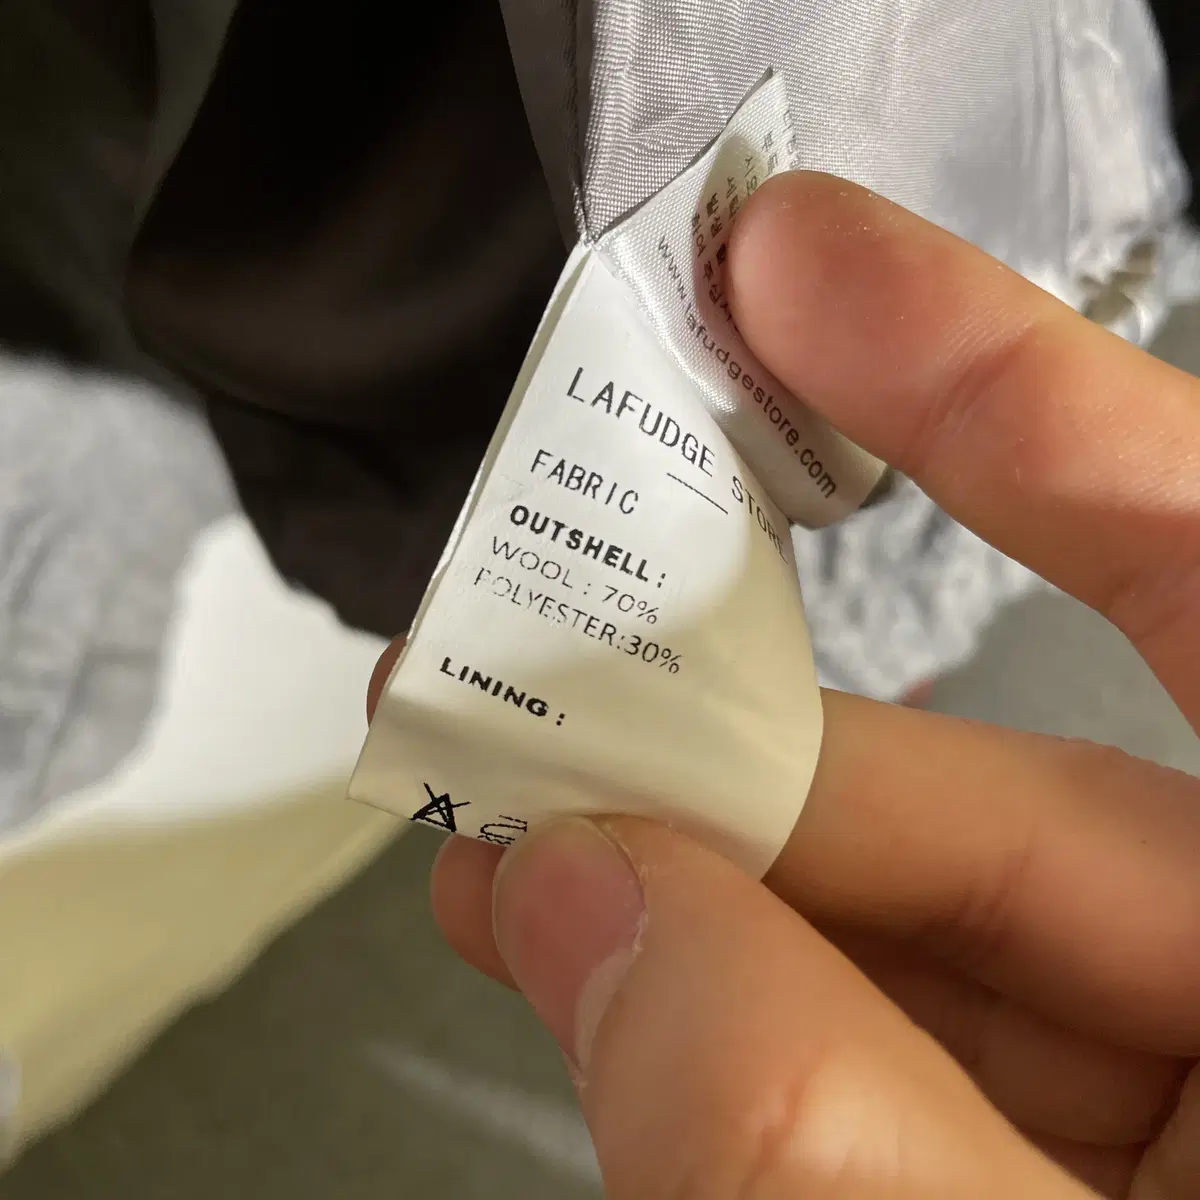 LAFUDGE STORE
FABRIC
OUTSHELL:
WOOL: 70%
POLYESTER:30%
LINING:
www.lafudgestore.com